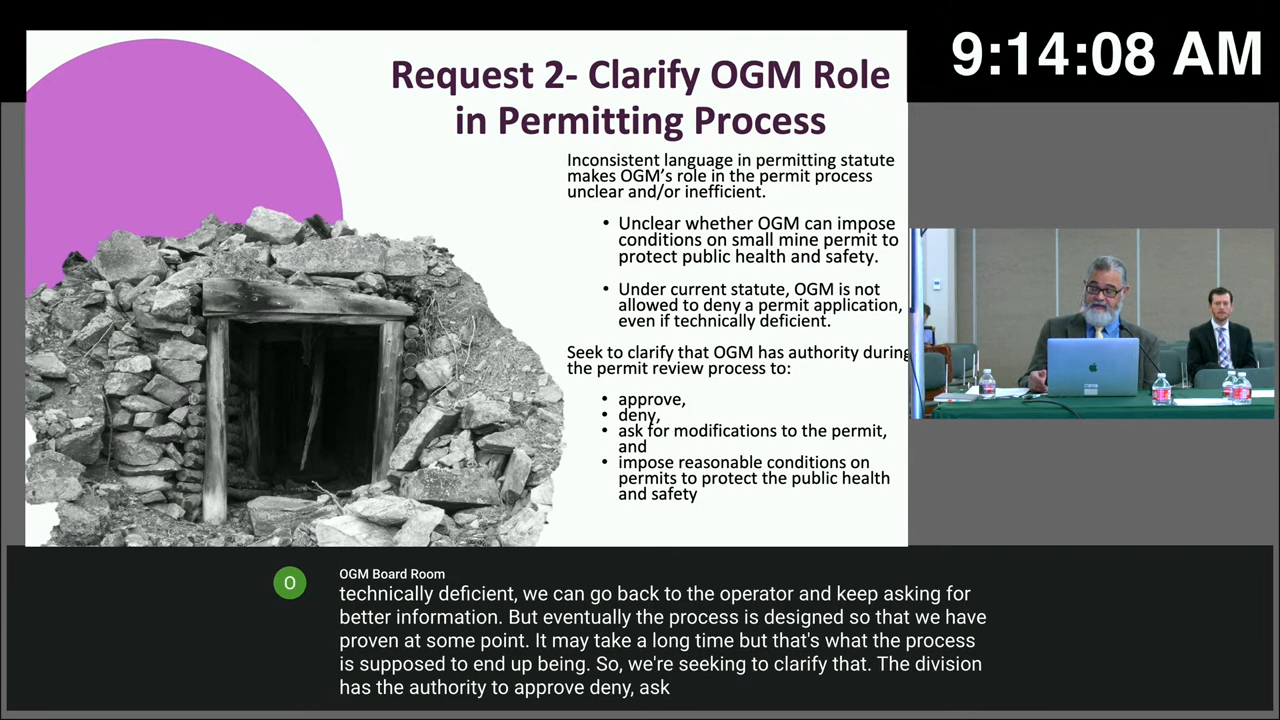 9:14:08 AM
Request 2- Clarify OGM Role
in Permitting Process
Inconsistent language in permitting statute
makes OGM's role in the permit process
unclear and/or inefficient.
• Unclear whether OGM can impose
conditions on small mine permit to
protect public health and safety.
• Under current statute, OGM is not
allowed to deny a permit application,
even if technically deficient.
Seek to clarify that OGM has authority during
the permit review process to:
• approve,
• deny,
• ask for modifications to the permit,
and
• impose reasonable conditions on
permits to protect the public health
and safety
O
OGM Board Room
technically deficient, we can go back to the operator and keep asking for
better information. But eventually the process is designed so that we have
proven at some point. It may take a long time but that's what the process
is supposed to end up being. So, we're seeking to clarify that. The division
has the authority to approve deny, ask